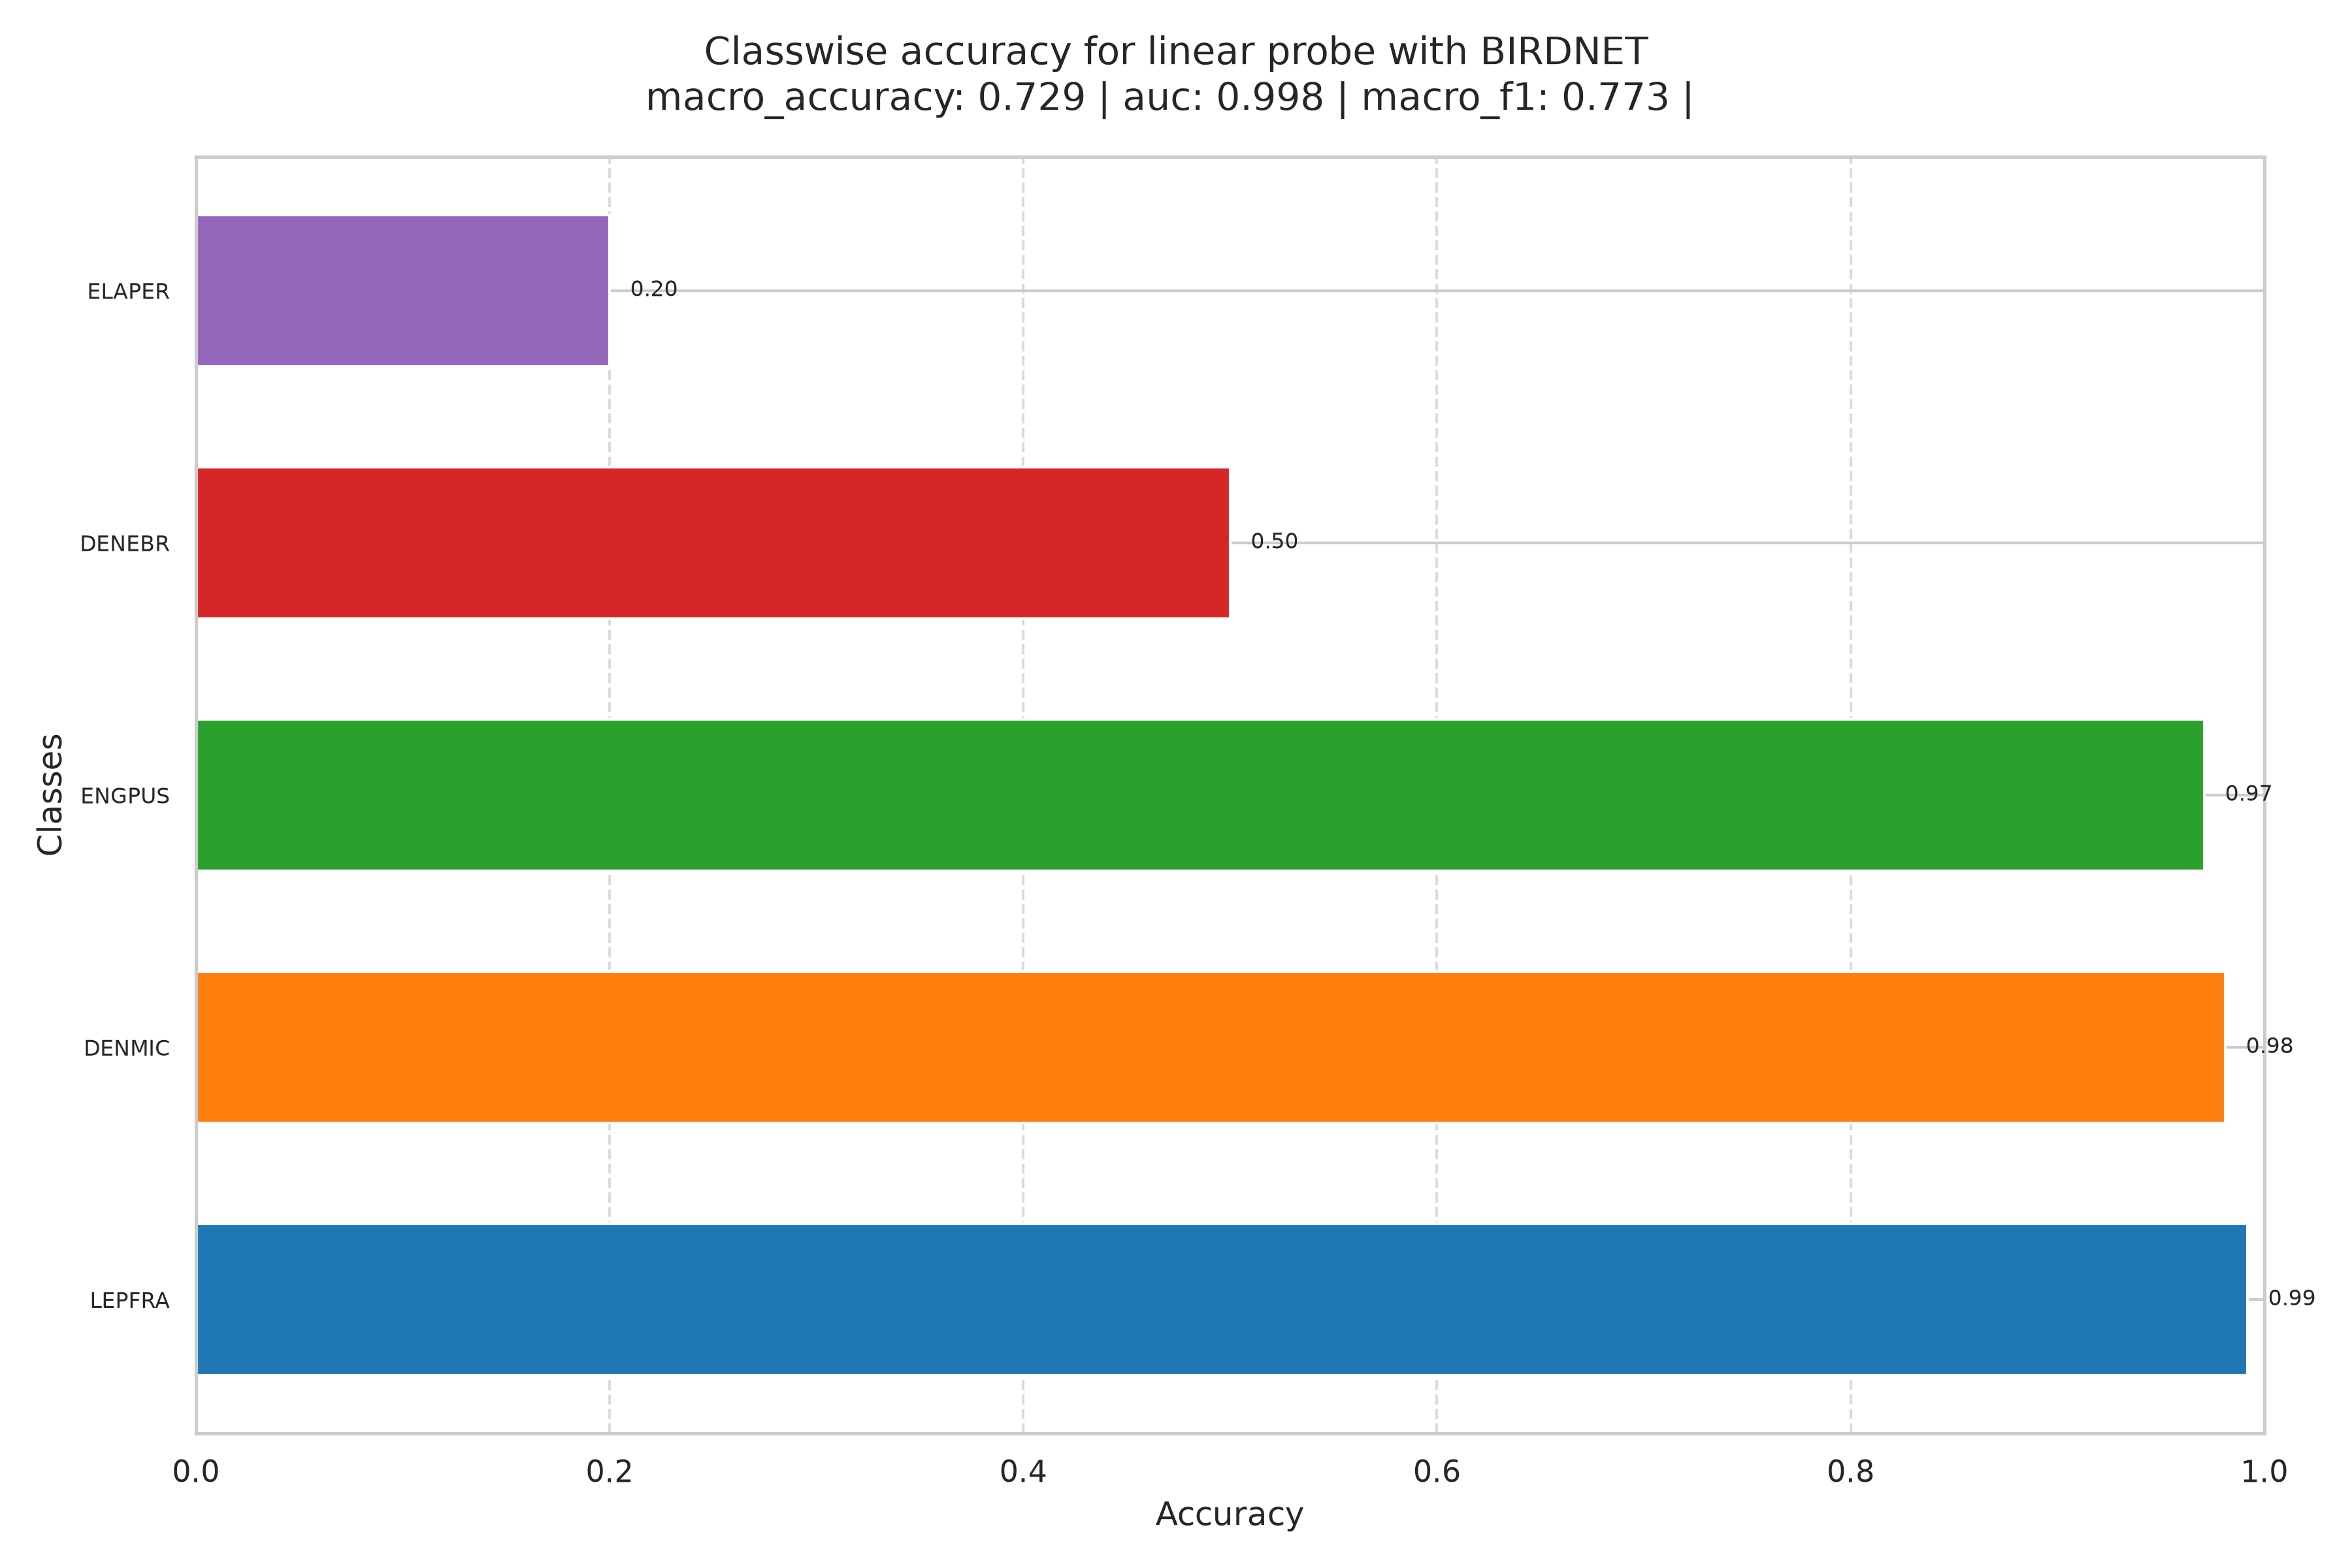 Classwise accuracy for linear probe with BIRDNET
macro_accuracy: 0.729 | auc: 0.998 | macro_f1: 0.773 |
Classes
ELAPER
0.20
DENEBR
0.50
ENGPUS
0.97
DENMIC
0.98
LEPFRA
0.99
0.0
0.2
0.4
0.6
0.8
1.0
Accuracy